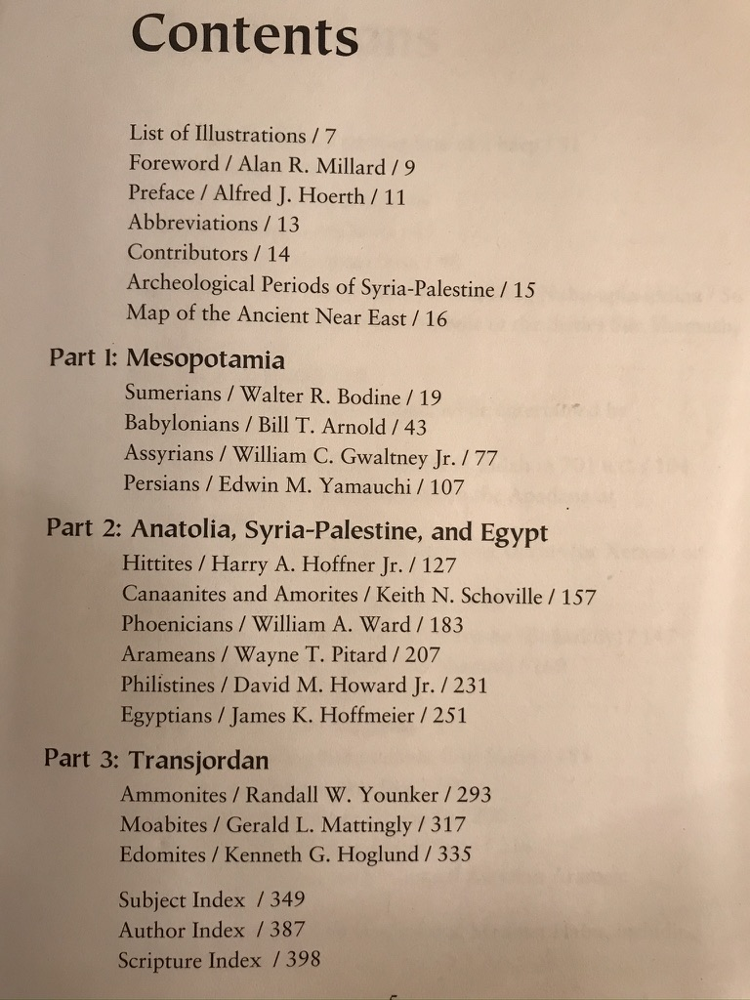 Contents
List of Illustrations / 7
Foreword / Alan R. Millard / 9
Preface / Alfred J. Hoerth / 11
Abbreviations / 13
Contributors / 14
Archeological Periods of Syria-Palestine / 15
Map of the Ancient Near East / 16
Part 1: Mesopotamia
Sumerians / Walter R. Bodine / 19
Babylonians / Bill T. Arnold / 43
Assyrians / William C. Gwaltney Jr. / 77
Persians / Edwin M. Yamauchi / 107
Part 2: Anatolia, Syria-Palestine, and Egypt
Hittites / Harry A. Hoffner Jr. / 127
Canaanites and Amorites / Keith N. Schoville / 157
Phoenicians / William A. Ward / 183
Arameans / Wayne T. Pitard / 207
Philistines / David M. Howard Jr. / 231
Egyptians / James K. Hoffmeier / 251
Part 3: Transjordan
Ammonites / Randall W. Younker / 293
Moabites / Gerald L. Mattingly / 317
Edomites / Kenneth G. Hoglund / 335
Subject Index / 349
Author Index / 387
Scripture Index / 398